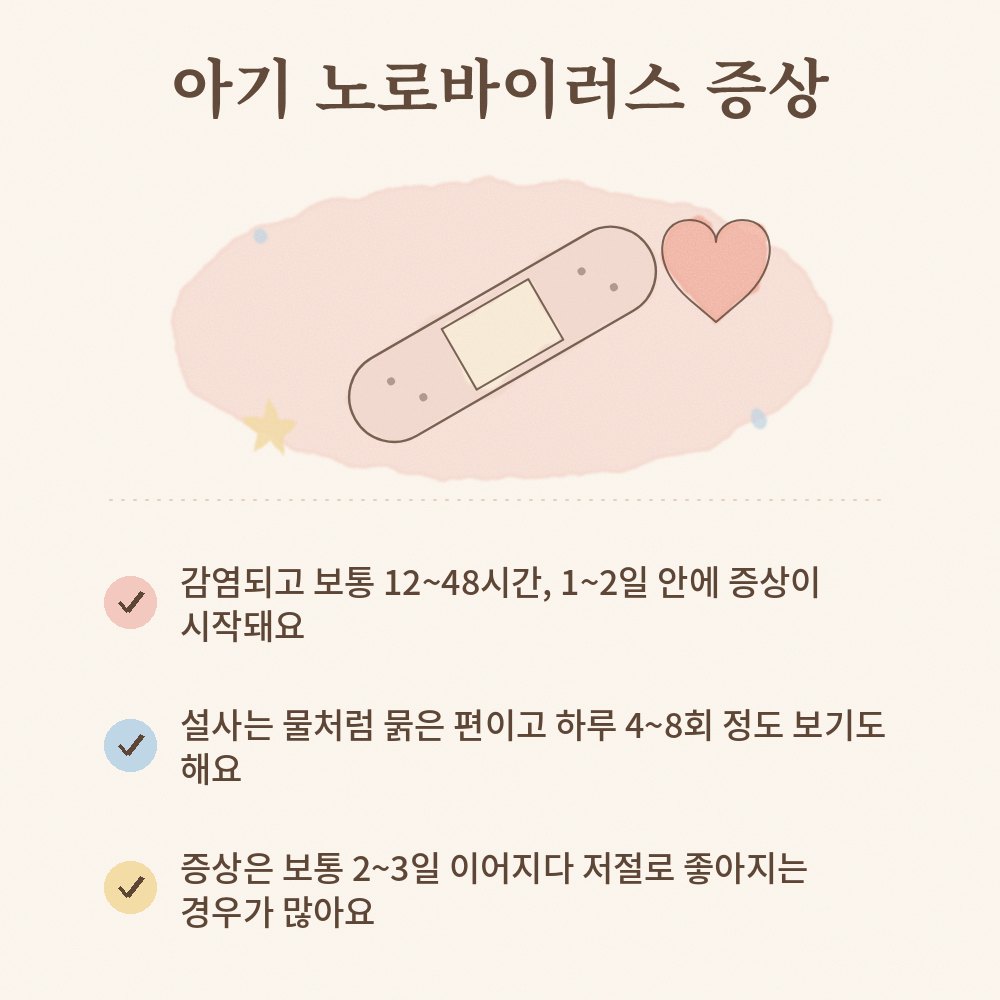 아기 노로바이러스 증상
감염되고 보통 12~48시간, 1~2일 안에 증상이
시작돼요
설사는 물처럼 묽은 편이고 하루 4~8회 정도 보기도
해요
증상은 보통 2~3일 이어지다 저절로 좋아지는
경우가 많아요